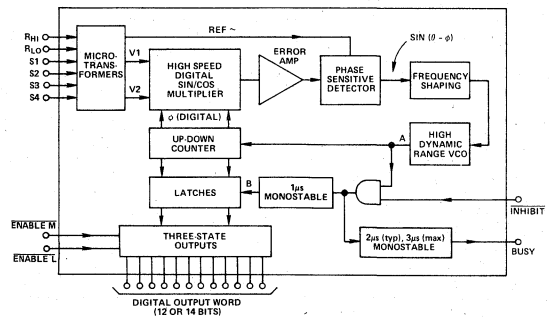 R HI
R LO
S1
S2
S3
S4
MICRO-
TRANS-
FORMERS
REF ~
V1
V2
HIGH SPEED
DIGITAL
SIN/COS
MULTIPLIER
ERROR
AMP
PHASE
SENSITIVE
DETECTOR
SIN (θ - φ)
FREQUENCY
SHAPING
φ (DIGITAL)
UP-DOWN
COUNTER
A
HIGH
DYNAMIC
RANGE VCO
LATCHES
B
1μs
MONOSTABLE
INHIBIT
ENABLE M
ENABLE L
THREE-STATE
OUTPUTS
2μs (typ), 3μs (max)
MONOSTABLE
BUSY
DIGITAL OUTPUT WORD
(12 OR 14 BITS)